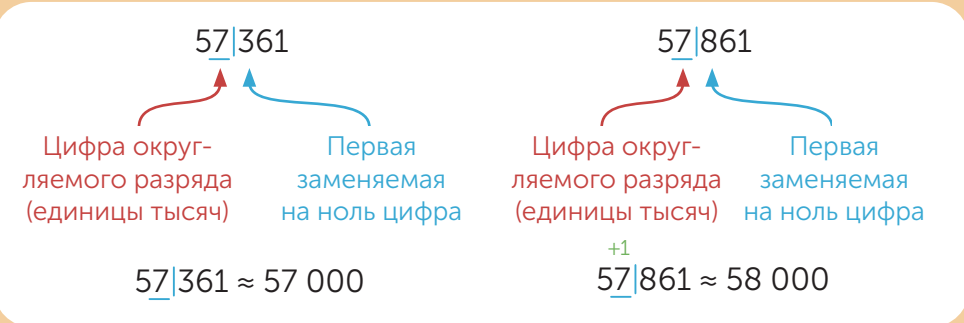 57|361
Цифра округ-
ляемого разряда
(единицы тысяч)
Первая
заменяемая
на ноль цифра
57|361 ≈ 57 000
57|861
Цифра округ-
ляемого разряда
(единицы тысяч)
Первая
заменяемая
на ноль цифра
+1
57|861 ≈ 58 000